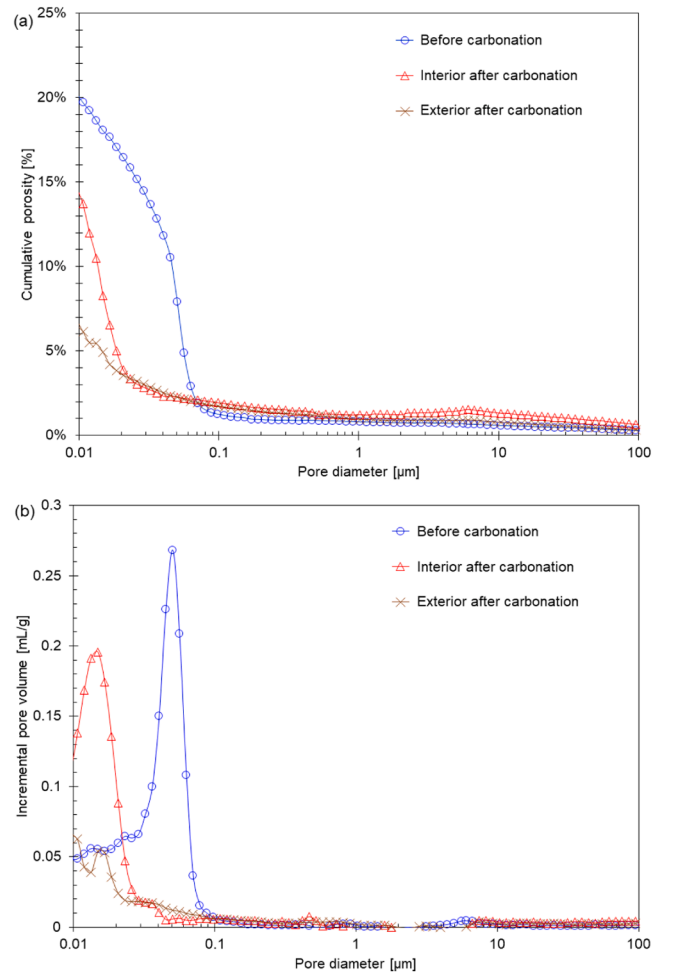 (a)
25%
20%
15%
10%
5%
0%
Cumulative porosity [%]
Before carbonation
Interior after carbonation
Exterior after carbonation
0.01 0.1 1 10 100
Pore diameter [µm]
(b)
0.3
0.25
0.2
0.15
0.1
0.05
0
Incremental pore volume [mL/g]
Before carbonation
Interior after carbonation
Exterior after carbonation
0.01 0.1 1 10 100
Pore diameter [µm]